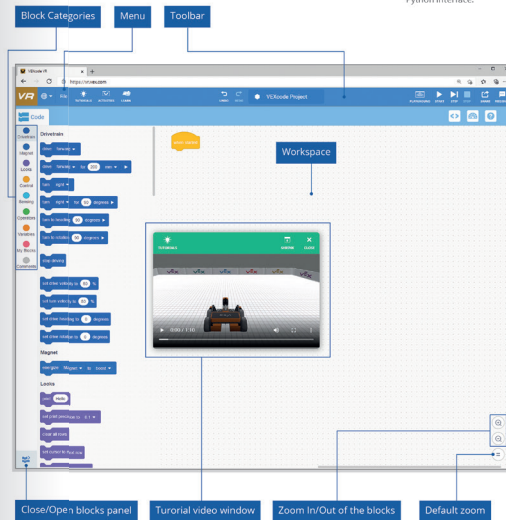 Python interface.
Block Categories
Menu
Toolbar
VEXcode VR
https://vr.vex.com
VR
File
TUTORIALS
ACTIVITIES
LEARN
UNDO
REDO
VEXcode Project
PLAYGROUND
START
STEP
STOP
SHARE
Code
Drivetrain
Magnet
Looks
Control
Sensing
Operators
Variables
My Blocks
Comments
Drivetrain
drive forward
drive forward for 200 mm
turn right
turn right for 90 degrees
turn to heading 90 degrees
turn to rotation 90 degrees
stop driving
set drive velocity to 50 %
set turn velocity to 50 %
set drive heading to 0 degrees
set drive rotation to 0 degrees
Magnet
energize Magnet to boost
Looks
print Hello
set print precision to 0.1
clear all rows
when started
Workspace
TUTORIALS
CLOSE
0:00 / 1:10
Close/Open blocks panel
Turorial video window
Zoom In/Out of the blocks
Default zoom